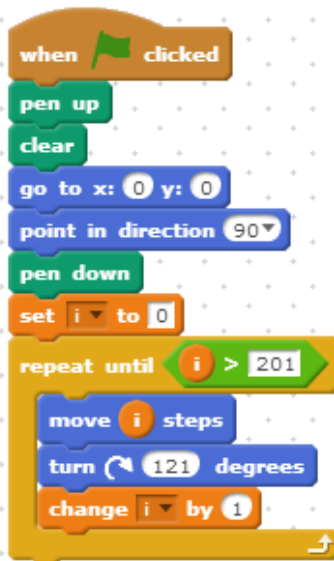 when clicked
pen up
clear
go to x: 0 y: 0
point in direction 90
pen down
set i to 0
repeat until i > 201
move i steps
turn 121 degrees
change i by 1